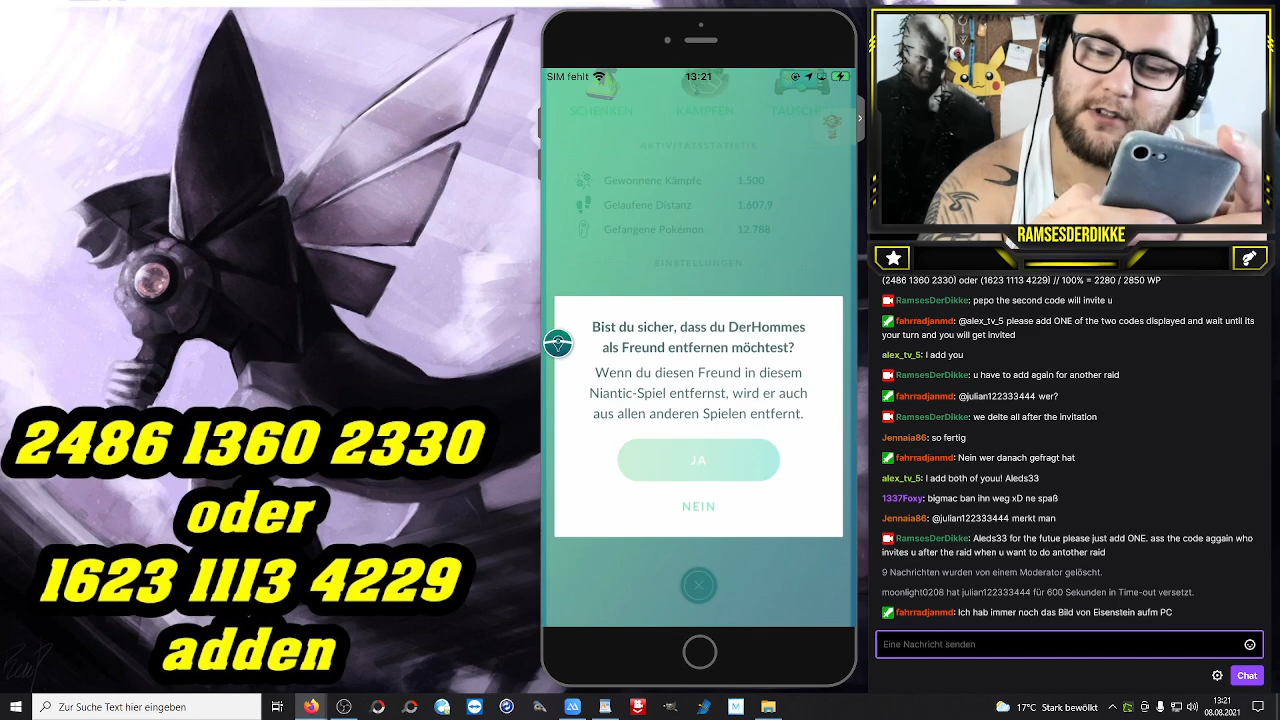 2486 1360 2330
oder
1623 1113 4229
adden
SIM fehlt
13:21
SCHENKEN
KÄMPFEN
TAUSCHEN
AKTIVITÄTSSTATISTIK
Gewonnene Kämpfe 1.500
Gelaufene Distanz 1.607,9
Gefangene Pokémon 12.788
EINSTELLUNGEN
Bist du sicher, dass du DerHommes
als Freund entfernen möchtest?
Wenn du diesen Freund in diesem
Niantic-Spiel entfernst, wird er auch
aus allen anderen Spielen entfernt.
JA
NEIN
RAMSESDERDIKKE
(2486 1360 2330) oder (1623 1113 4229) // 100% = 2280 / 2850 WP
RamsesDerDikke: pepo the second code will invite u
fahrradjanmd: @alex_tv_5 please add ONE of the two codes displayed and wait until Its
your turn and you will get invited
alex_tv_5: I add you
RamsesDerDikke: u have to add again for another raid
fahrradjanmd: @julian122333444 wer?
RamsesDerDikke: we delte all after the invitation
Jennaia86: so fertig
fahrradjanmd: Nein wer danach gefragt hat
alex_tv_5: I add both of youu! Aleds33
1337Foxy: bigmac ban ihn weg xD ne spaß
Jennaia86: @julian122333444 merkt man
RamsesDerDikke: Aleds33 for the futue please just add ONE. ass the code aggain who
invites u after the raid when u want to do antother raid
9 Nachrichten wurden von einem Moderator gelöscht.
moonlight0208 hat julian122333444 für 600 Sekunden in Time-out versetzt.
fahrradjanmd: Ich hab immer noch das Bild von Eisenstein aufm PC
Eine Nachricht senden
Chat
Zur Suche Text hier eingeben
17°C Stark bewölkt
13:21
08.08.2021